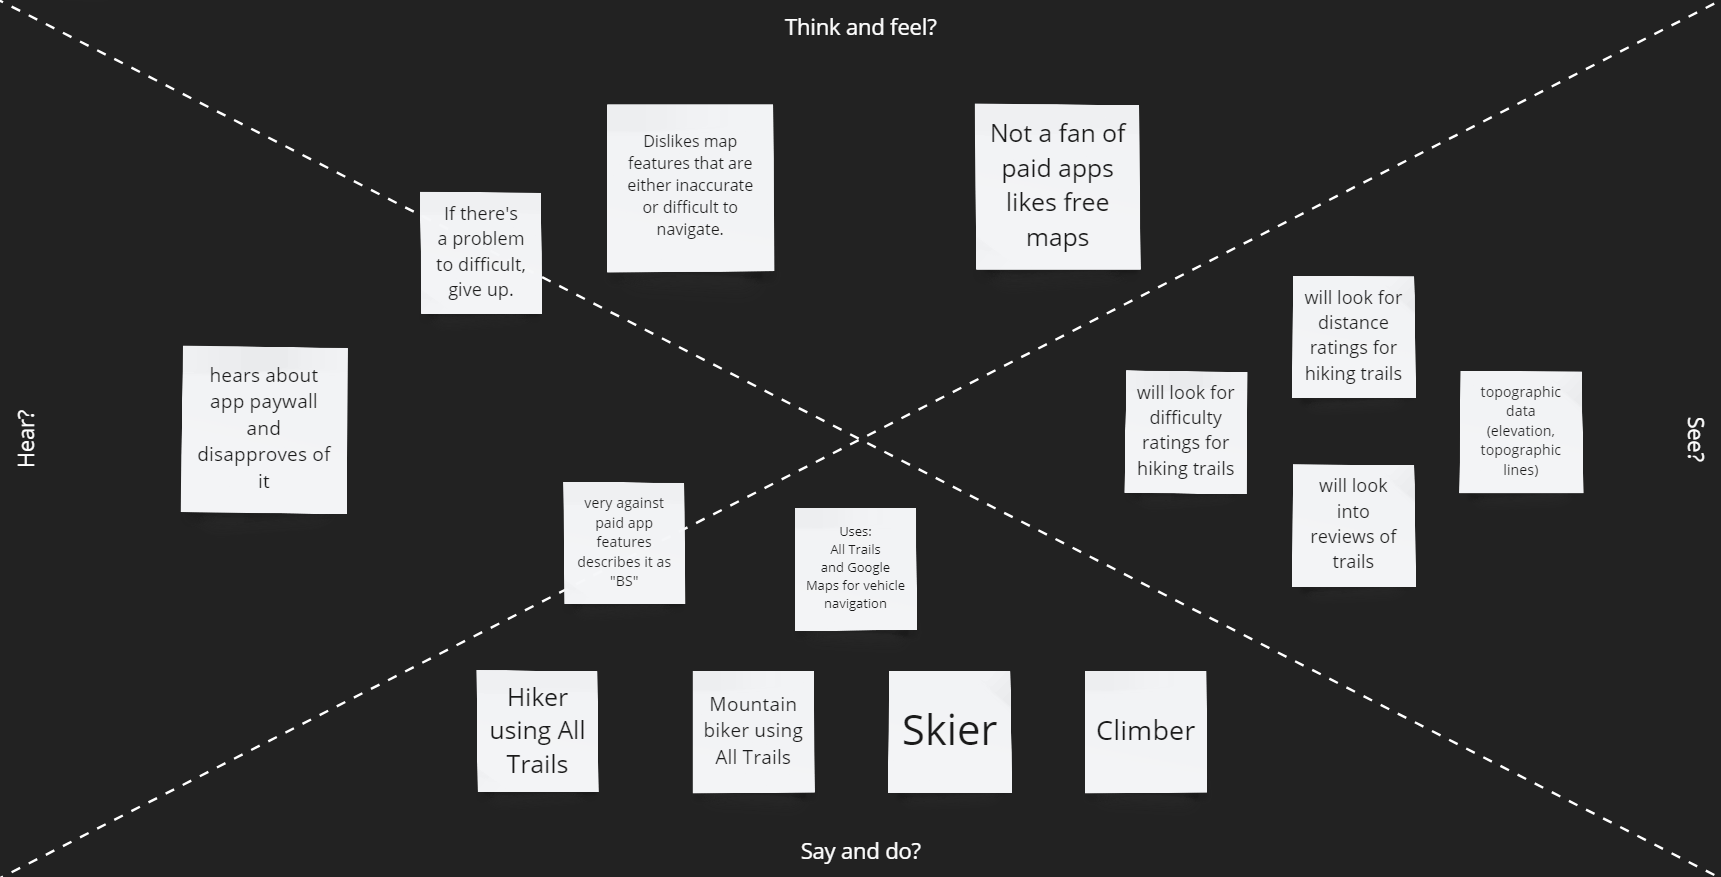 Think and feel?
Dislikes map
features that are
either inaccurate
or difficult to
navigate.
Not a fan of
paid apps
likes free
maps
If there's
a problem
to difficult,
give up.
Hear?
hears about
app paywall
and
disapproves of
it
will look for
distance
ratings for
hiking trails
will look for
difficulty
ratings for
hiking trails
topographic
data
(elevation,
topographic
lines)
will look
into
reviews of
trails
See?
very against
paid app
features
describes it as
"BS"
Uses:
All Trails
and Google
Maps for vehicle
navigation
Hiker
using All
Trails
Mountain
biker using
All Trails
Skier
Climber
Say and do?